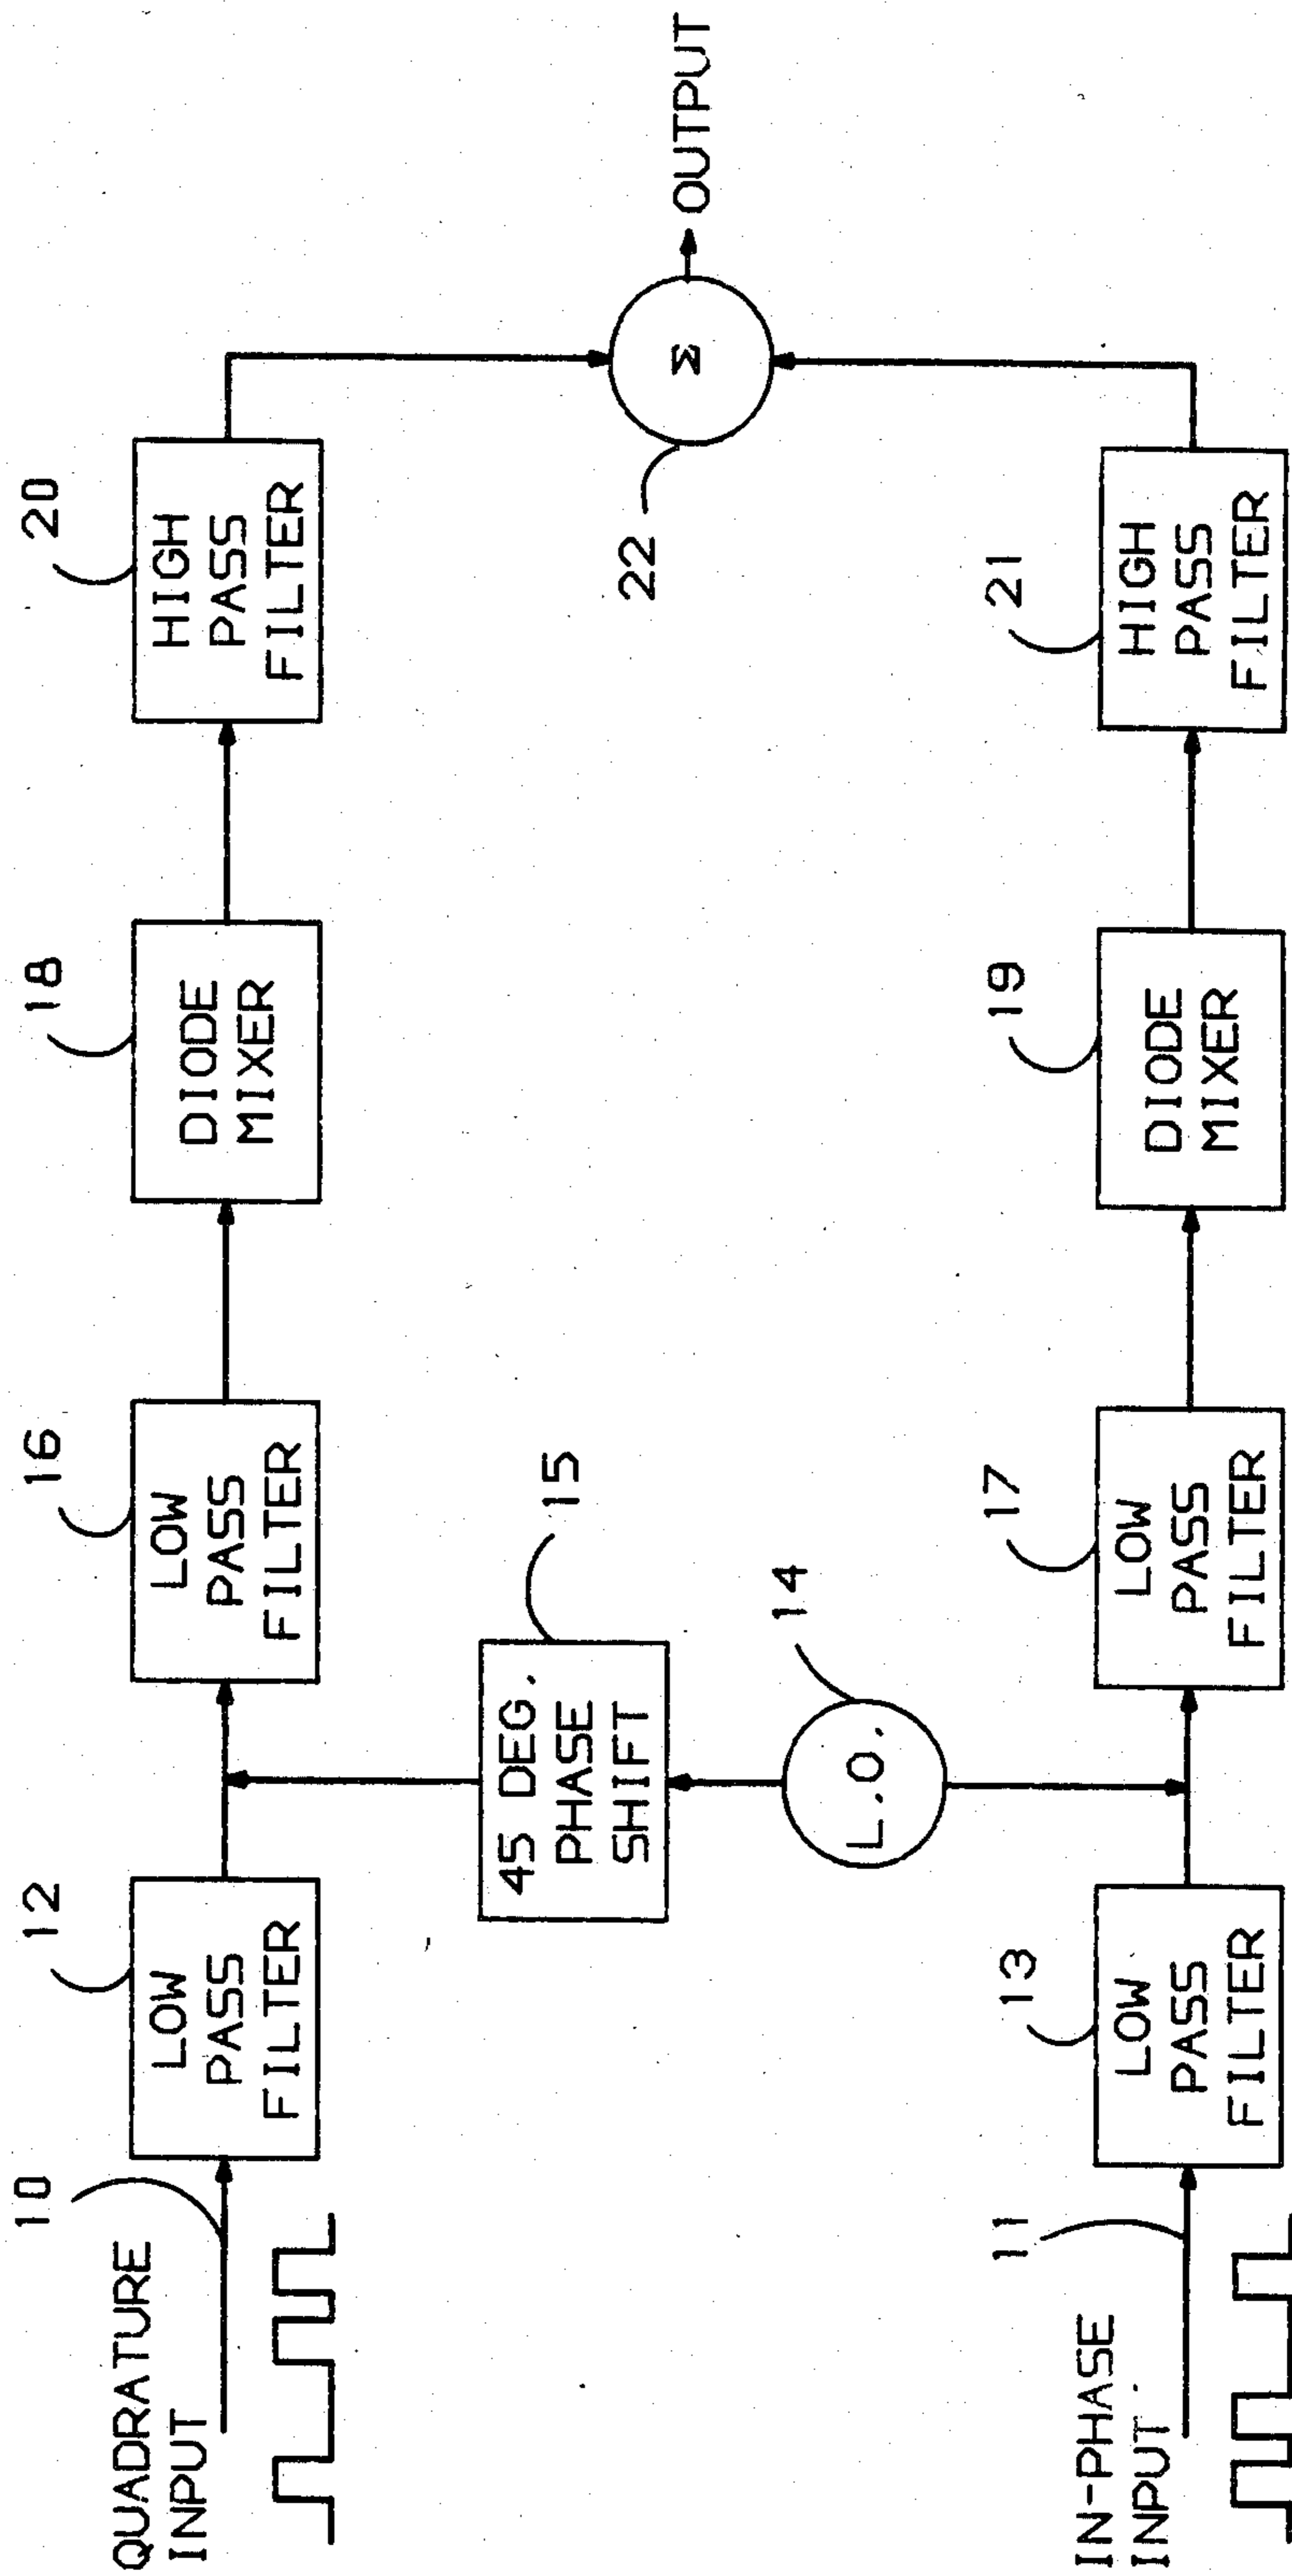 QUADRATURE
INPUT
10
12
LOW
PASS
FILTER
16
LOW
PASS
FILTER
18
DIODE
MIXER
20
HIGH
PASS
FILTER
45 DEG.
PHASE
SHIFT
15
L.O.
14
Σ
22
OUTPUT
IN-PHASE
INPUT
11
13
LOW
PASS
FILTER
17
LOW
PASS
FILTER
19
DIODE
MIXER
21
HIGH
PASS
FILTER